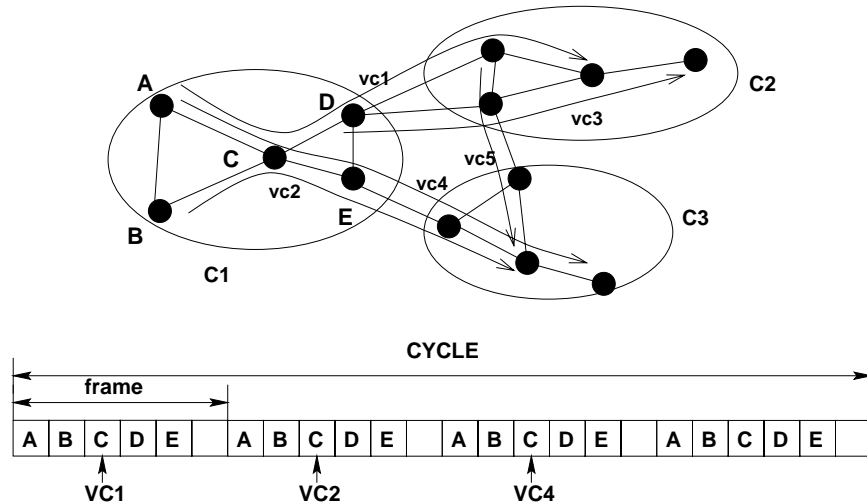 A
vc1
D
C2
vc3
C
vc5
vc2
vc4
E
C3
B
C1
CYCLE
frame
A B C D E A B C D E A B C D E A B C D E
VC1 VC2 VC4